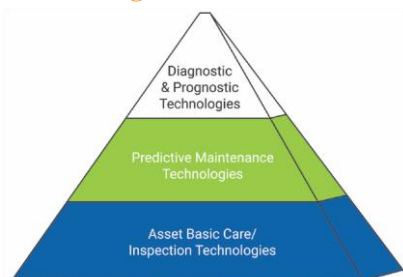 Diagnostic
& Prognostic
Technologies
Predictive Maintenance
Technologies
Asset Basic Care/
Inspection Technologies